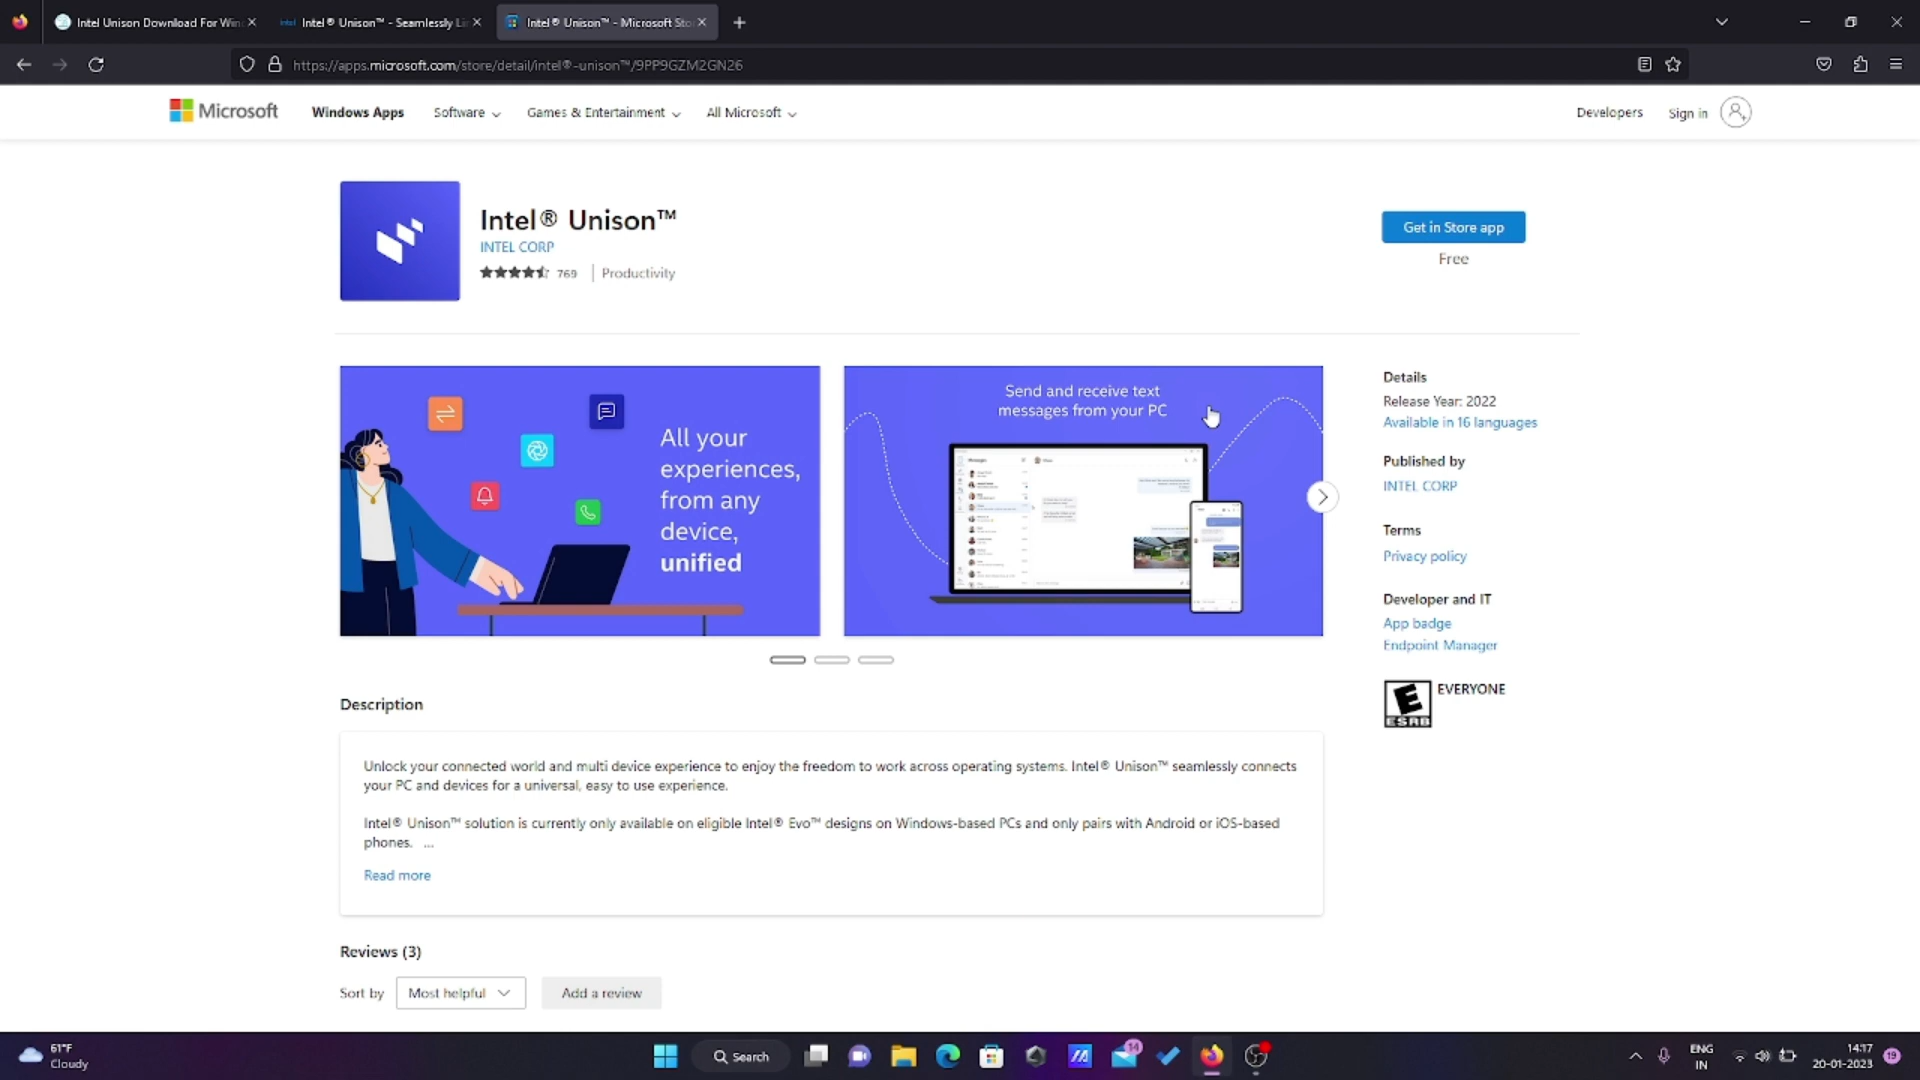 Intel Unison Download For Win
intel Intel® Unison™ - Seamlessly Li
Intel® Unison™ - Microsoft Sto
https://apps.microsoft.com/store/detail/intel®-unison™/9PP9GZM2GN26
Microsoft
Windows Apps
Software
Games & Entertainment
All Microsoft
Developers
Sign in
Intel® Unison™
INTEL CORP
769
Productivity
Get in Store app
Free
All your
experiences,
from any
device,
unified
Send and receive text
messages from your PC
Details
Release Year: 2022
Available in 16 languages
Published by
INTEL CORP
Terms
Privacy policy
Developer and IT
App badge
Endpoint Manager
E
ESRB
EVERYONE
Description
Unlock your connected world and multi device experience to enjoy the freedom to work across operating systems. Intel® Unison™ seamlessly connects
your PC and devices for a universal, easy to use experience.
Intel® Unison™ solution is currently only available on eligible Intel® Evo™ designs on Windows-based PCs and only pairs with Android or iOS-based
phones. ...
Read more
Reviews (3)
Sort by
Most helpful
Add a review
61°F
Cloudy
Search
14
ENG
IN
14:17
20-01-2023
19